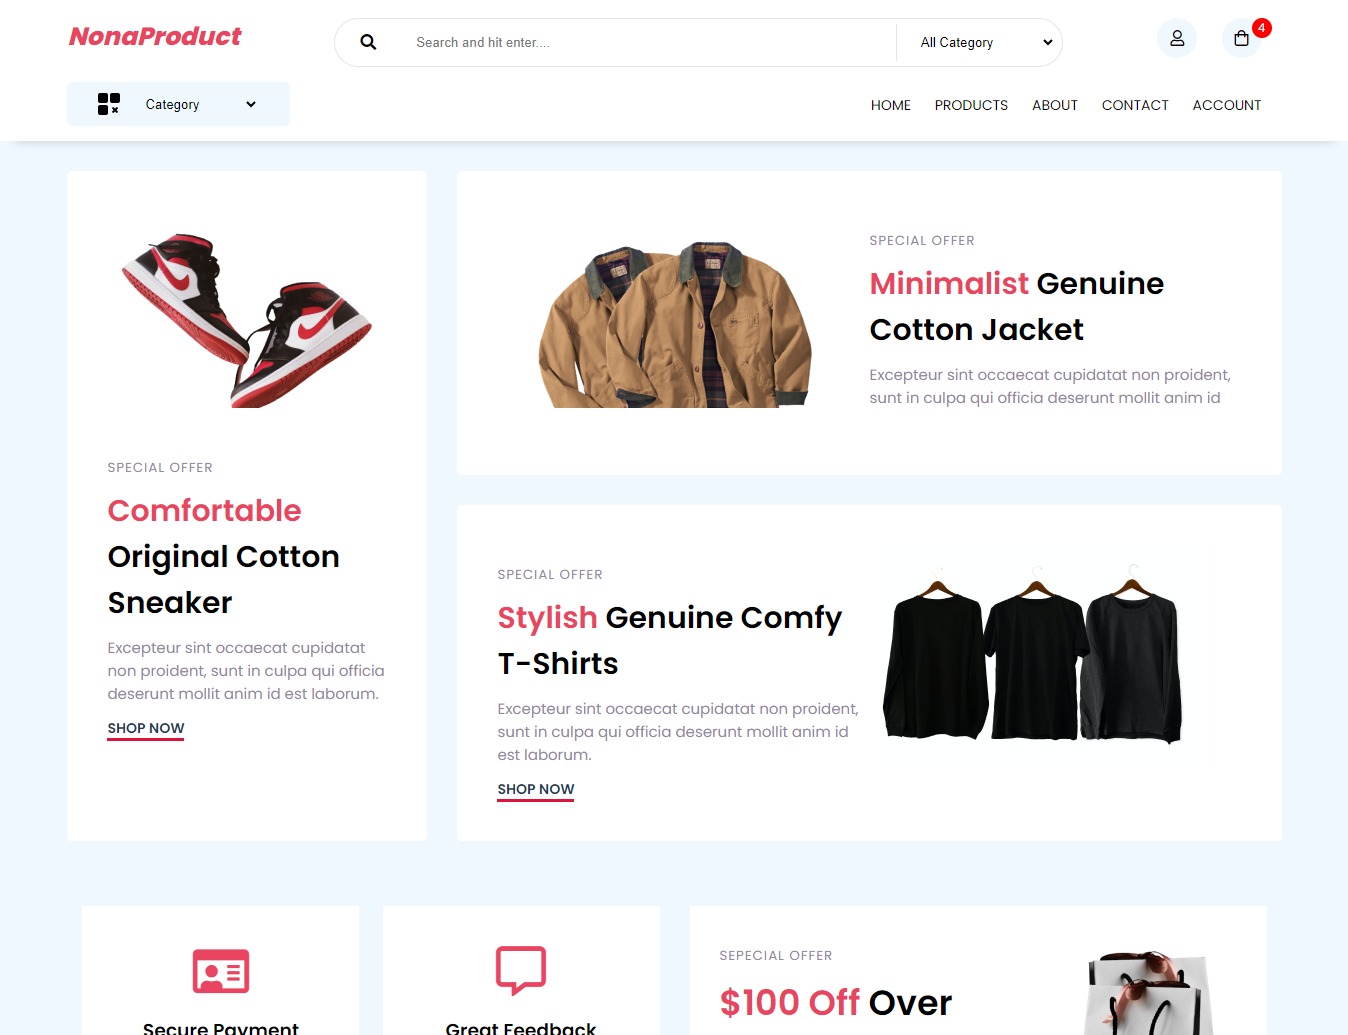 NonaProduct
Search and hit enter....
All Category
4
Category
HOME PRODUCTS ABOUT CONTACT ACCOUNT
SPECIAL OFFER
Comfortable
Original Cotton
Sneaker
Excepteur sint occaecat cupidatat
non proident, sunt in culpa qui officia
deserunt mollit anim id est laborum.
SHOP NOW
SPECIAL OFFER
Minimalist Genuine
Cotton Jacket
Excepteur sint occaecat cupidatat non proident,
sunt in culpa qui officia deserunt mollit anim id
SPECIAL OFFER
Stylish Genuine Comfy
T-Shirts
Excepteur sint occaecat cupidatat non proident,
sunt in culpa qui officia deserunt mollit anim id
est laborum.
SHOP NOW
Secure Payment
Great Feedback
SEPECIAL OFFER
$100 Off Over